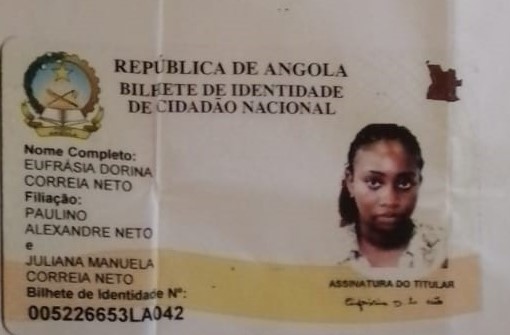 REPÚBLICA DE ANGOLA
BILHETE DE IDENTIDADE
DE CIDADÃO NACIONAL
Nome Completo:
EUFRÁSIA DORINA
CORREIA NETO
Filiação:
PAULINO
ALEXANDRE NETO
e
JULIANA MANUELA
CORREIA NETO
Bilhete de Identidade Nº:
005226653LA042
ASSINATURA DO TITULAR